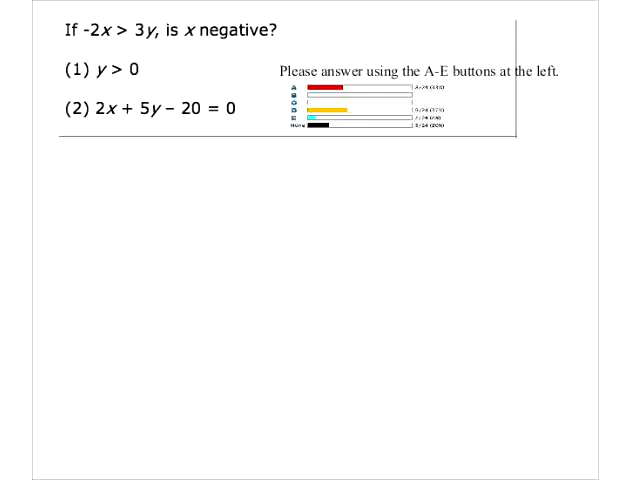 If -2x > 3y, is x negative?
(1) y > 0
Please answer using the A-E buttons at the left.
(2) 2x + 5y – 20 = 0
A
D
E
None